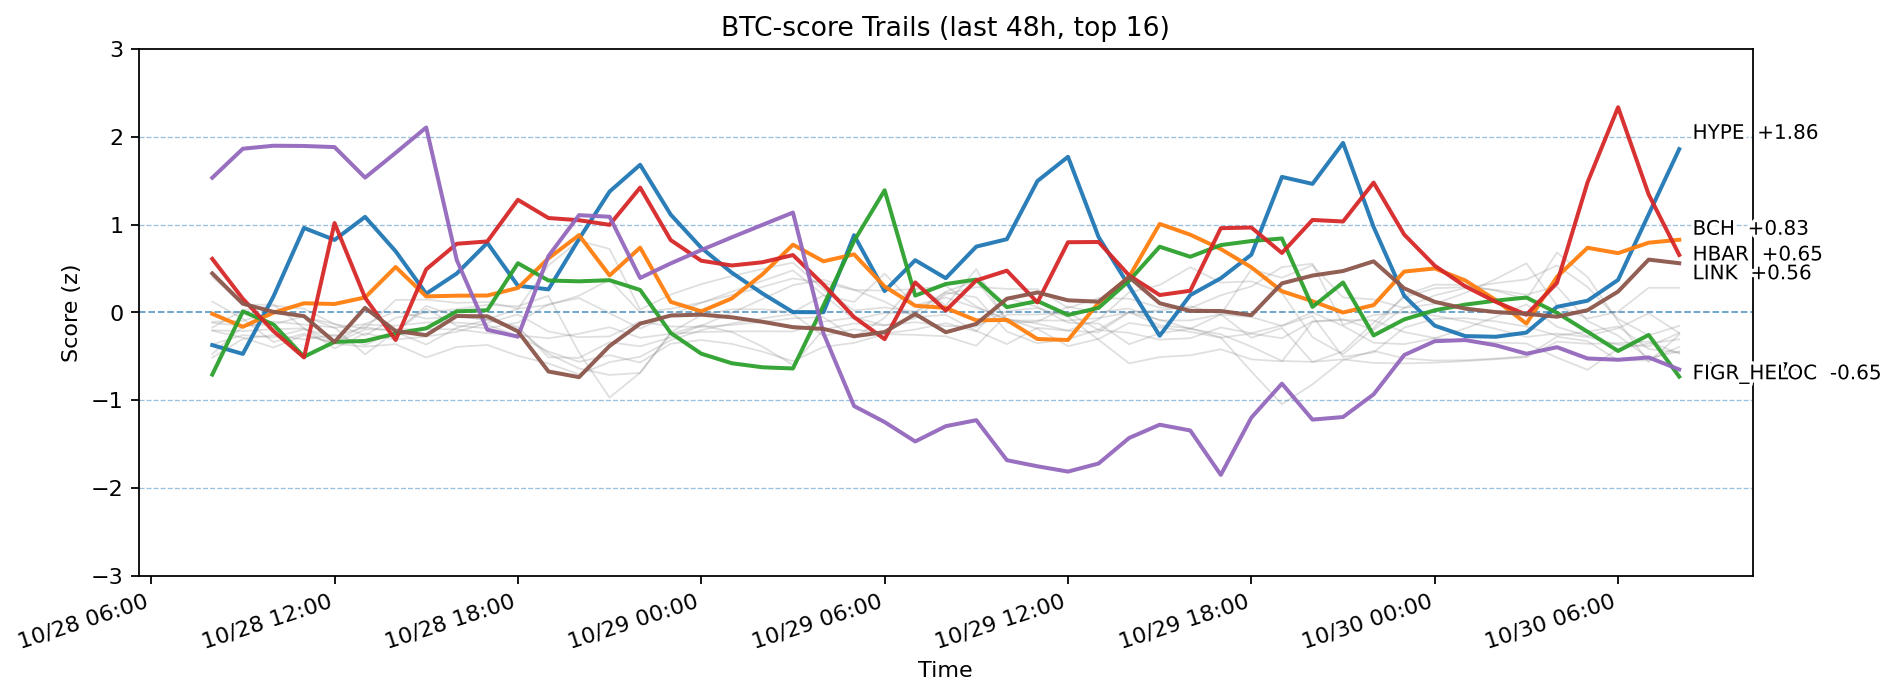 BTC-score Trails (last 48h, top 16)
Score (z)
3
2
1
0
−1
−2
−3
HYPE +1.86
BCH +0.83
HBAR +0.65
LINK +0.56
FIGR_HELOC -0.65
10/28 06:00
10/28 12:00
10/28 18:00
10/29 00:00
10/29 06:00
10/29 12:00
10/29 18:00
10/30 00:00
10/30 06:00
Time